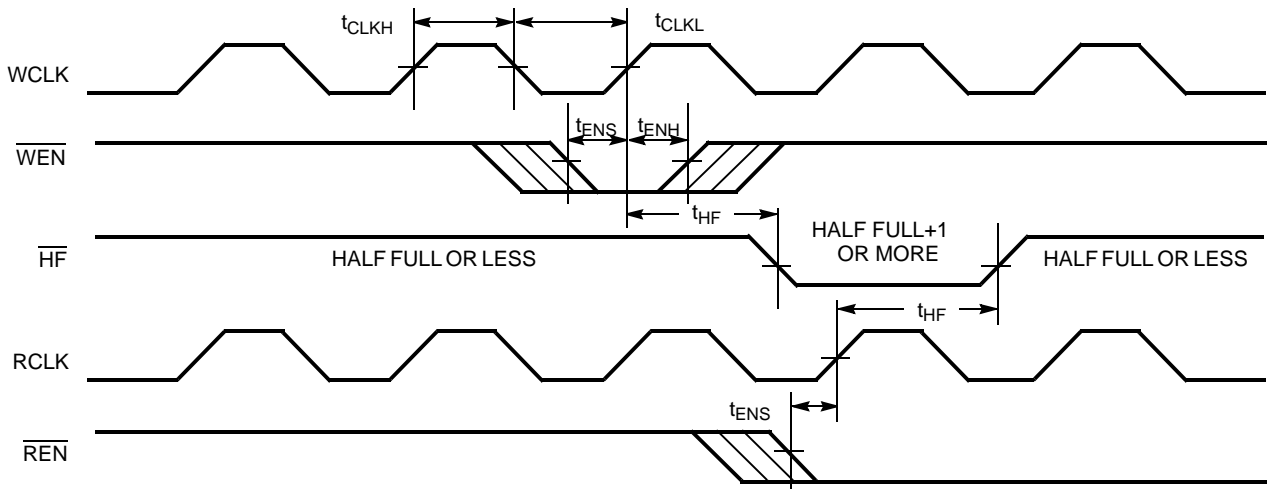 tCLKH
tCLKL
WCLK
tENS
tENH
WEN
tHF
HALF FULL+1
OR MORE
HF
HALF FULL OR LESS
HALF FULL OR LESS
tHF
RCLK
tENS
REN